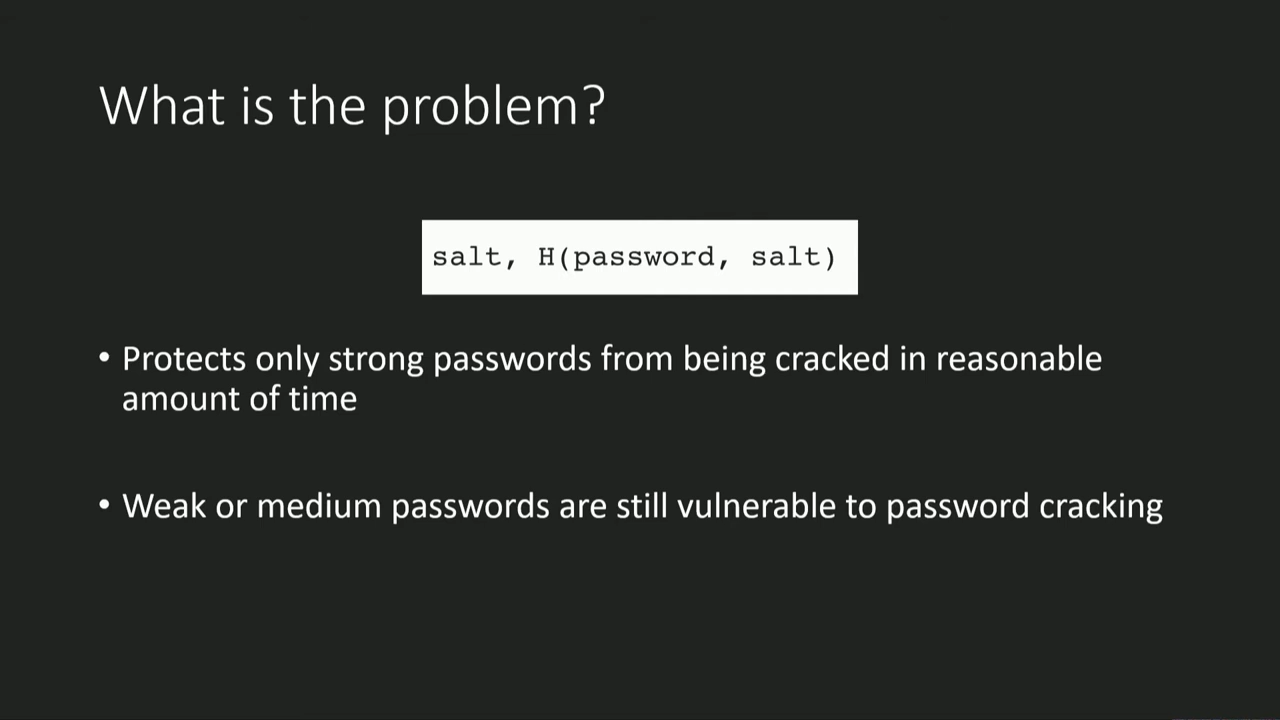 What is the problem?
salt, H(password, salt)
• Protects only strong passwords from being cracked in reasonable
amount of time
• Weak or medium passwords are still vulnerable to password cracking